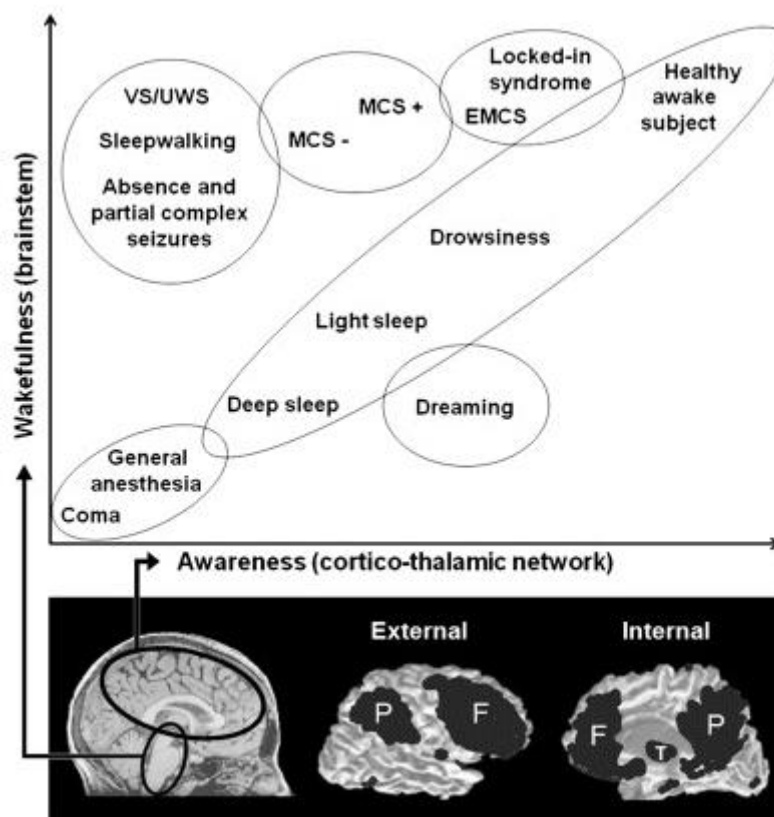 Locked-in
syndrome
Healthy
awake
subject
VS/UWS
MCS +
EMCS
Sleepwalking
MCS -
Absence and
partial complex
seizures
Drowsiness
Light sleep
Deep sleep
Dreaming
General
anesthesia
Coma
Wakefulness (brainstem)
Awareness (cortico-thalamic network)
External
Internal
P
F
F
P
T